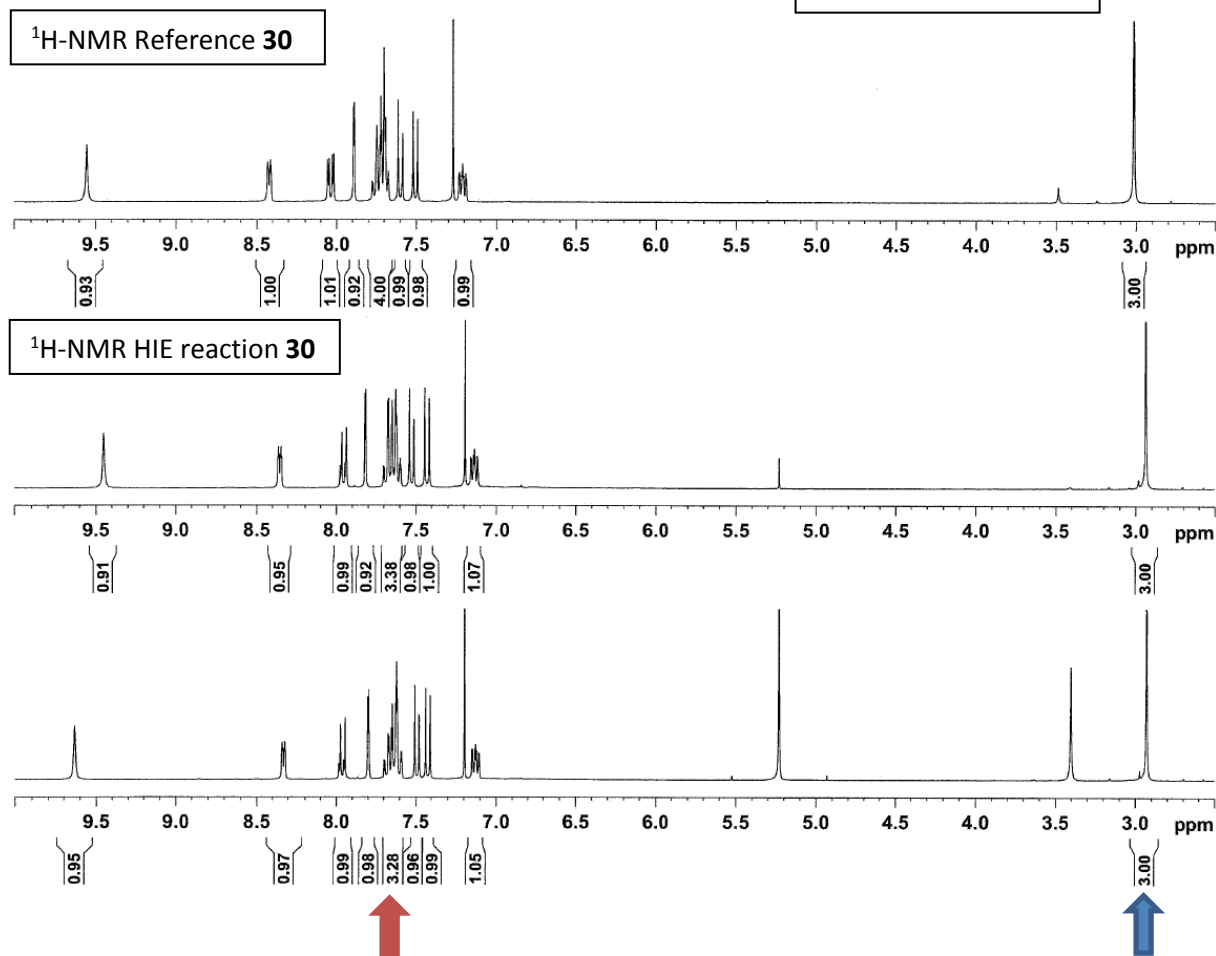 ¹H-NMR Reference 30
9.5 9.0 8.5 8.0 7.5 7.0 6.5 6.0 5.5 5.0 4.5 4.0 3.5 3.0 ppm
0.93 1.00 1.01 0.92 4.00 0.99 0.98 0.99 3.00
¹H-NMR HIE reaction 30
9.5 9.0 8.5 8.0 7.5 7.0 6.5 6.0 5.5 5.0 4.5 4.0 3.5 3.0 ppm
0.91 0.95 0.99 0.92 3.38 0.98 1.00 1.07 3.00
9.5 9.0 8.5 8.0 7.5 7.0 6.5 6.0 5.5 5.0 4.5 4.0 3.5 3.0 ppm
0.95 0.97 0.99 0.98 3.28 0.96 0.99 1.05 3.00